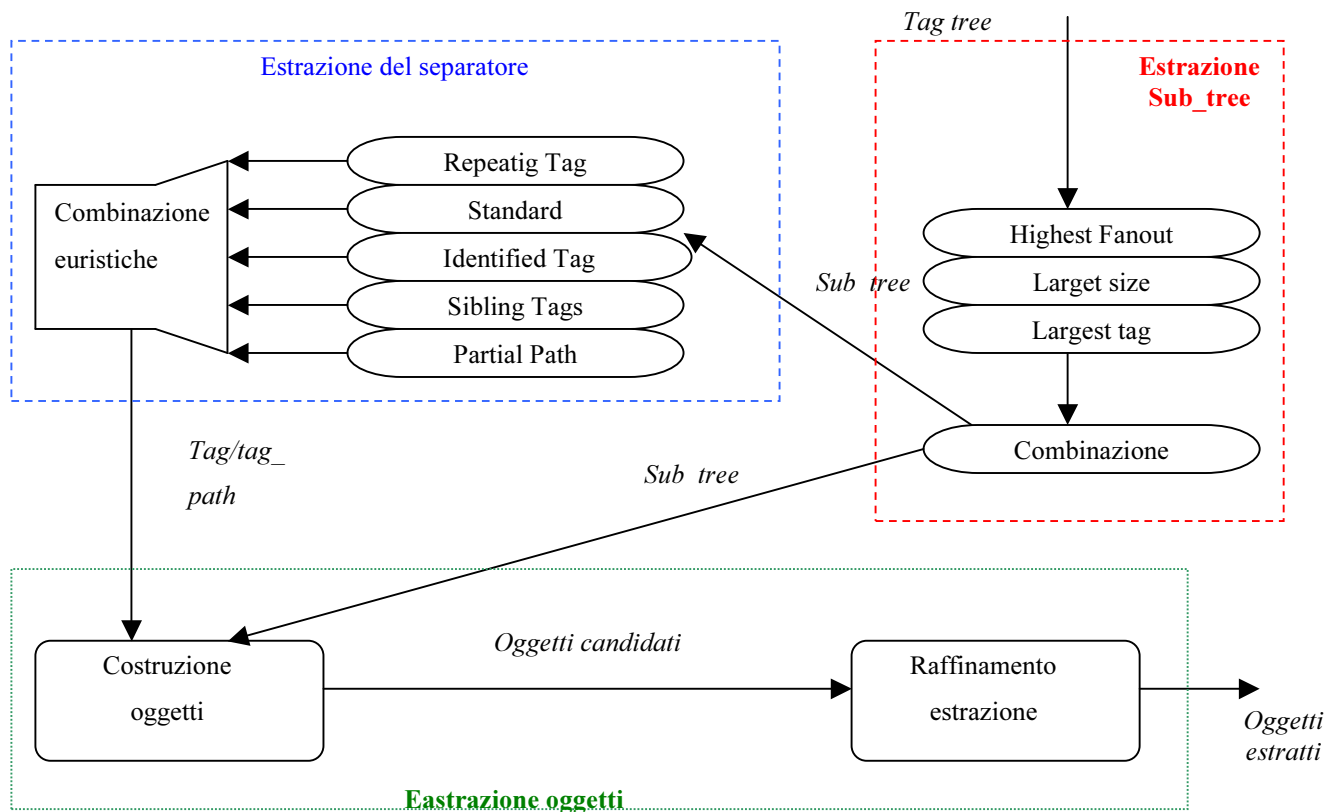 Tag tree
Estrazione del separatore
Estrazione
Sub_tree
Repeatig Tag
Standard
Identified Tag
Sibling Tags
Partial Path
Combinazione
euristiche
Highest Fanout
Larget size
Largest tag
Combinazione
Sub tree
Sub tree
Tag/tag_
path
Costruzione
oggetti
Oggetti candidati
Raffinamento
estrazione
Oggetti
estratti
Eastrazione oggetti